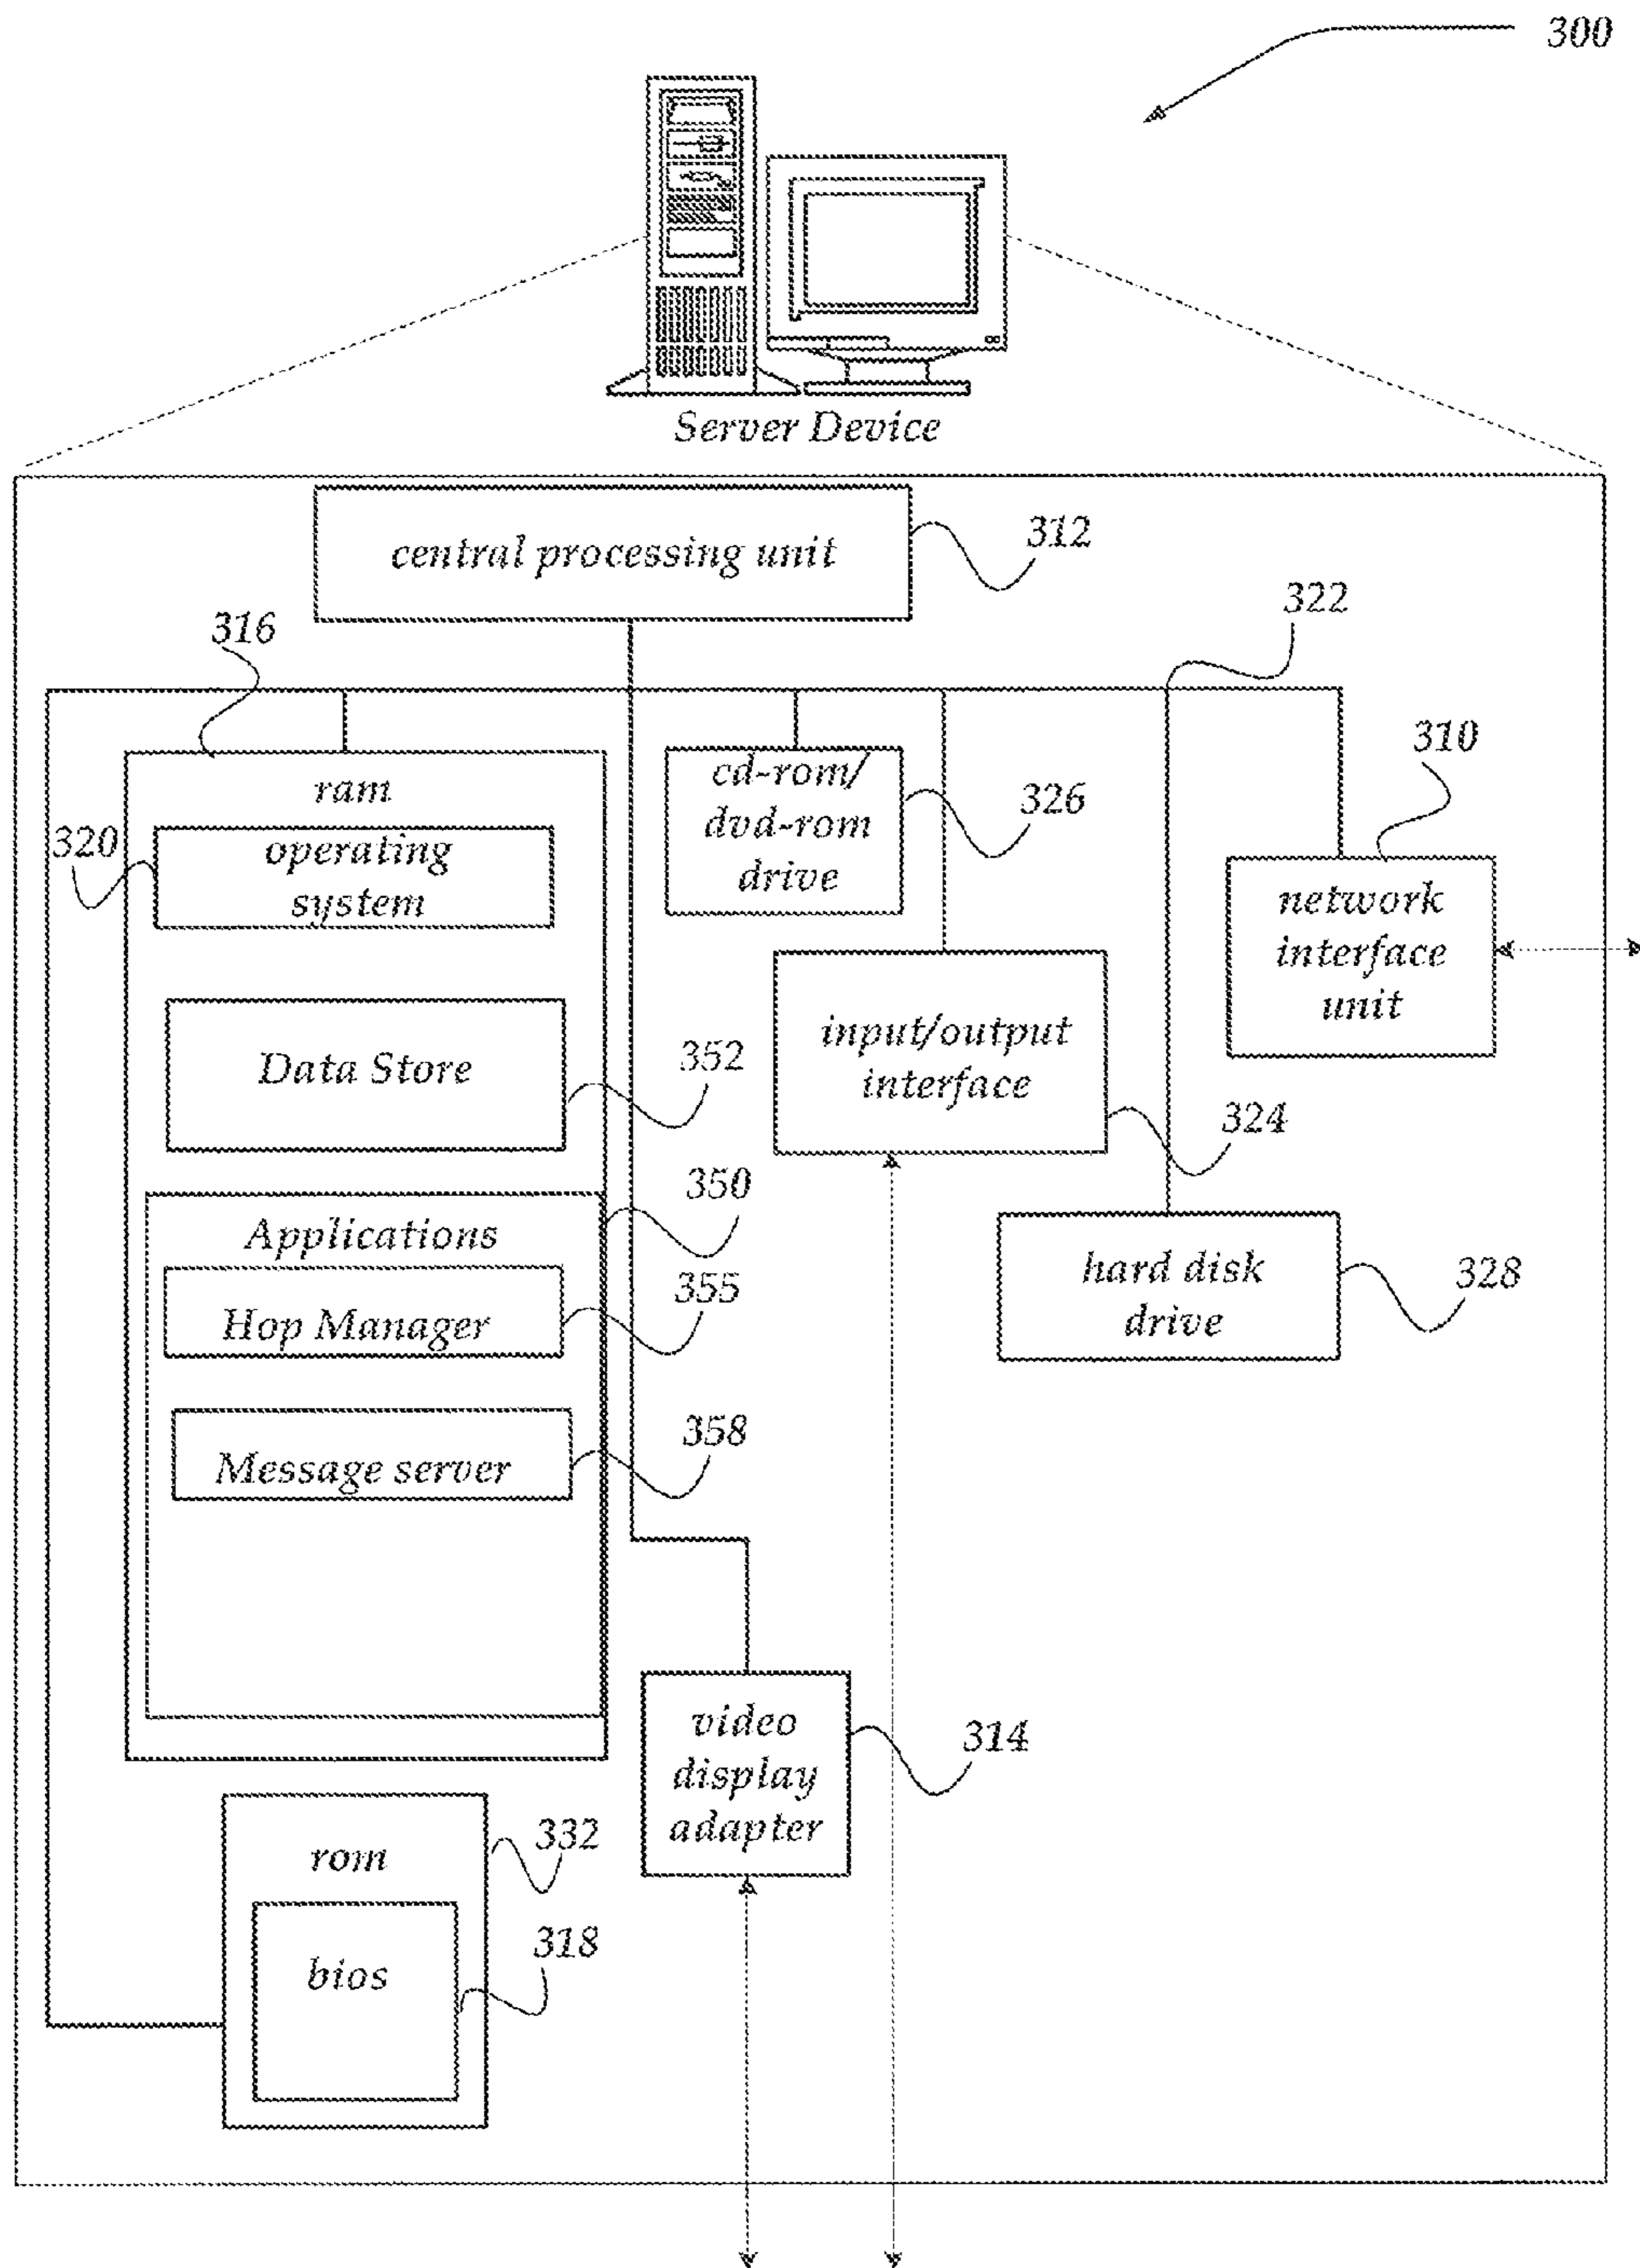 300
Server Device
central processing unit
312
322
316
310
ram
cd-rom/
dvd-rom
drive
326
320
operating
system
network
interface
unit
Data Store
352
input/output
interface
324
350
Applications
355
Hop Manager
hard disk
drive
328
358
Message server
video
display
adapter
314
332
rom
318
bios